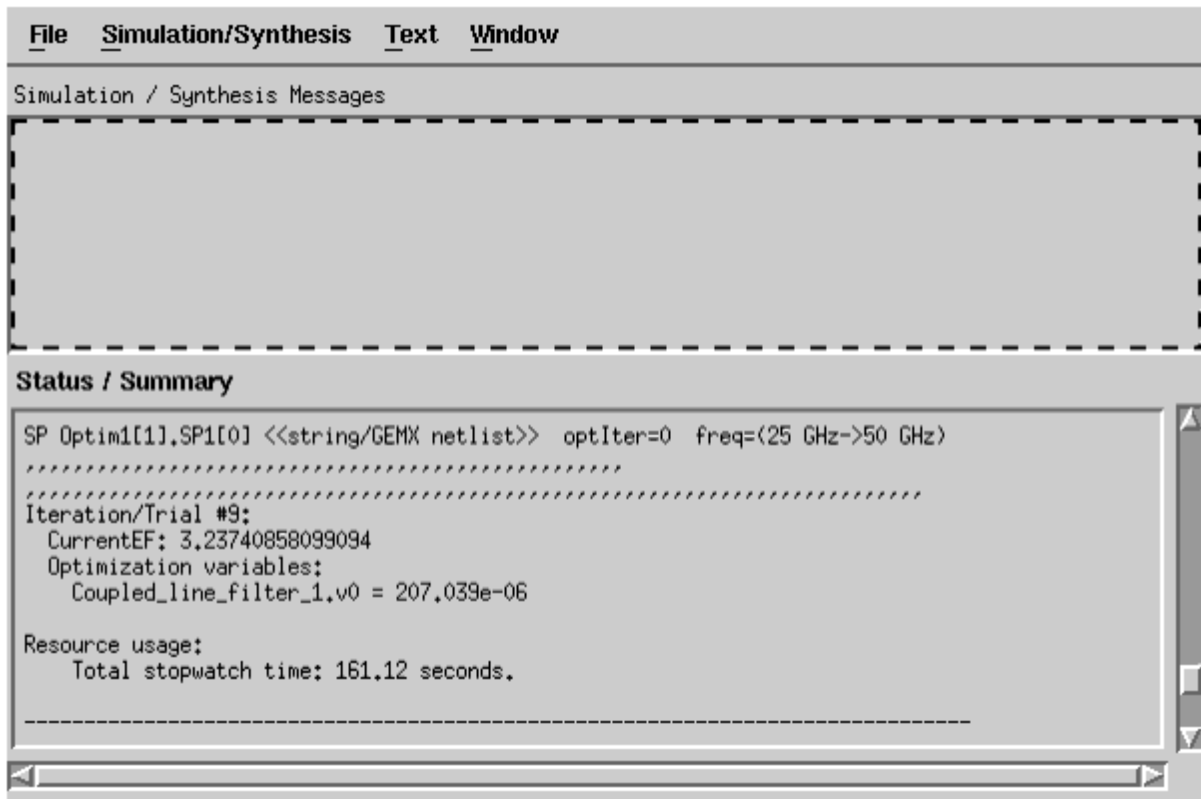 File Simulation/Synthesis Text Window
Simulation / Synthesis Messages
Status / Summary
SP Optim1[1].SP1[0] <<string/GEMX netlist>> optIter=0 freq=(25 GHz->50 GHz)
,,,,,,,,,,,,,,,,,,,,,,,,,,,,,,,,,,,,,,,,,,,,,,,,,,
,,,,,,,,,,,,,,,,,,,,,,,,,,,,,,,,,,,,,,,,,,,,,,,,,,,,,,,,,,,,,,,,,,,,,,,,,,,
Iteration/Trial #9:
CurrentEF: 3.23740858099094
Optimization variables:
Coupled_line_filter_1.v0 = 207.039e-06
Resource usage:
Total stopwatch time: 161.12 seconds.
-------------------------------------------------------------------------------